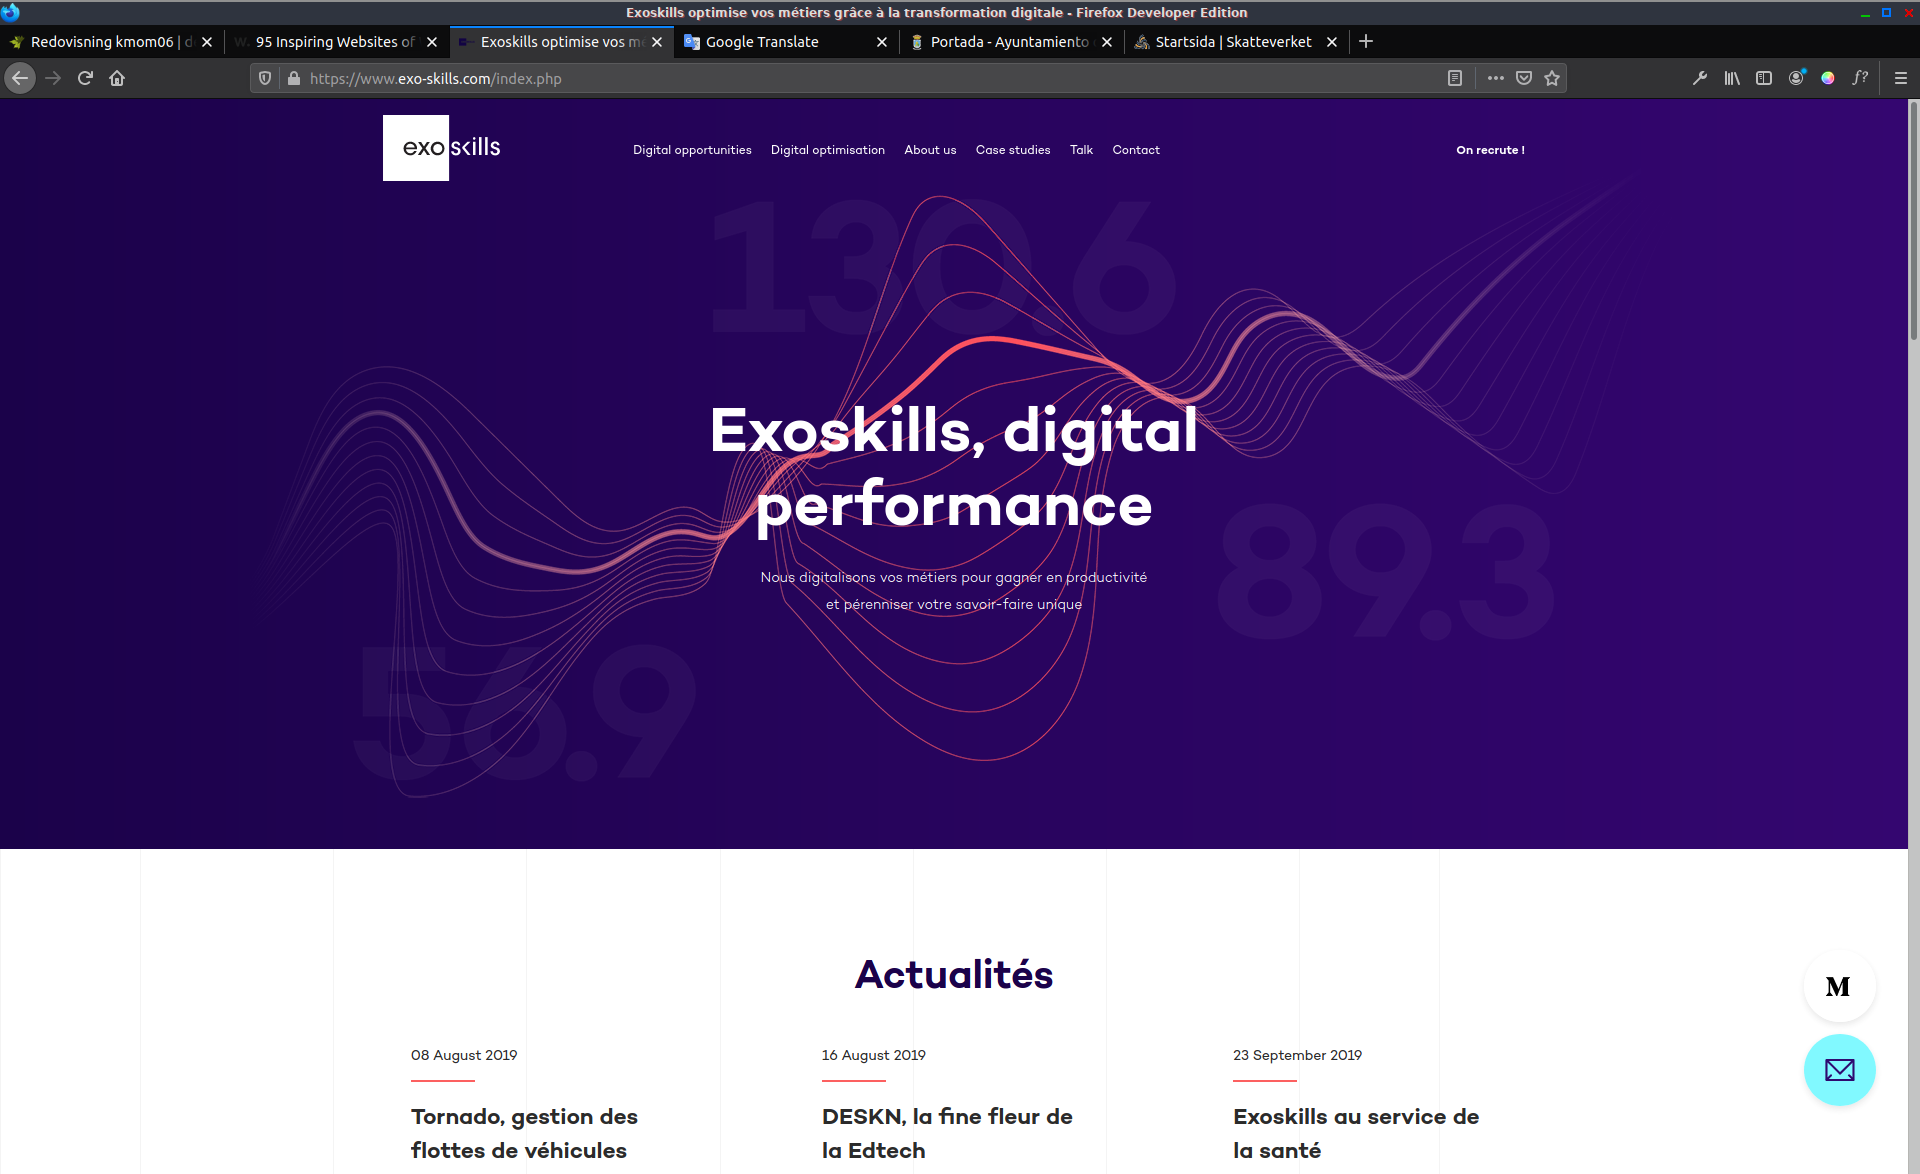 Exoskills optimise vos métiers grâce à la transformation digitale - Firefox Developer Edition
Redovisning kmom06 | d
95 Inspiring Websites of
Exoskills optimise vos m
Google Translate
Portada - Ayuntamiento
Startsida | Skatteverket
https://www.exo-skills.com/index.php
f?
exoskills
Digital opportunities
Digital optimisation
About us
Case studies
Talk
Contact
On recrute !
130.6
Exoskills, digital
performance
89.3
Nous digitalisons vos métiers pour gagner en productivité
et pérenniser votre savoir-faire unique
56.9
Actualités
M
08 August 2019
16 August 2019
23 September 2019
Tornado, gestion des
flottes de véhicules
DESKN, la fine fleur de
la Edtech
Exoskills au service de
la santé